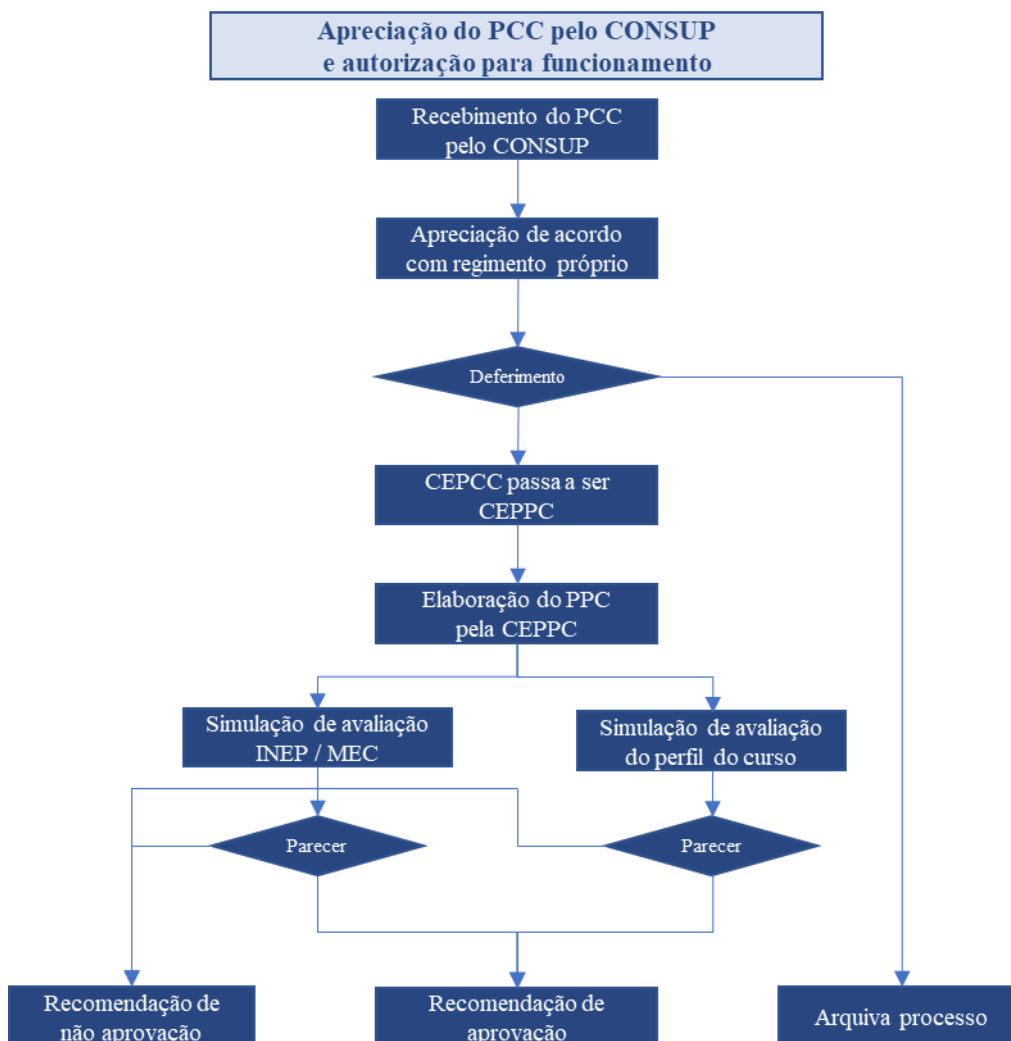 Apreciação do PCC pelo CONSUP
e autorização para funcionamento
Recebimento do PCC
pelo CONSUP
Apreciação de acordo
com regimento próprio
Deferimento
CEPCC passa a ser
CEPPC
Elaboração do PPC
pela CEPPC
Simulação de avaliação
INEP / MEC
Simulação de avaliação
do perfil do curso
Parecer
Parecer
Recomendação de
não aprovação
Recomendação de
aprovação
Arquiva processo